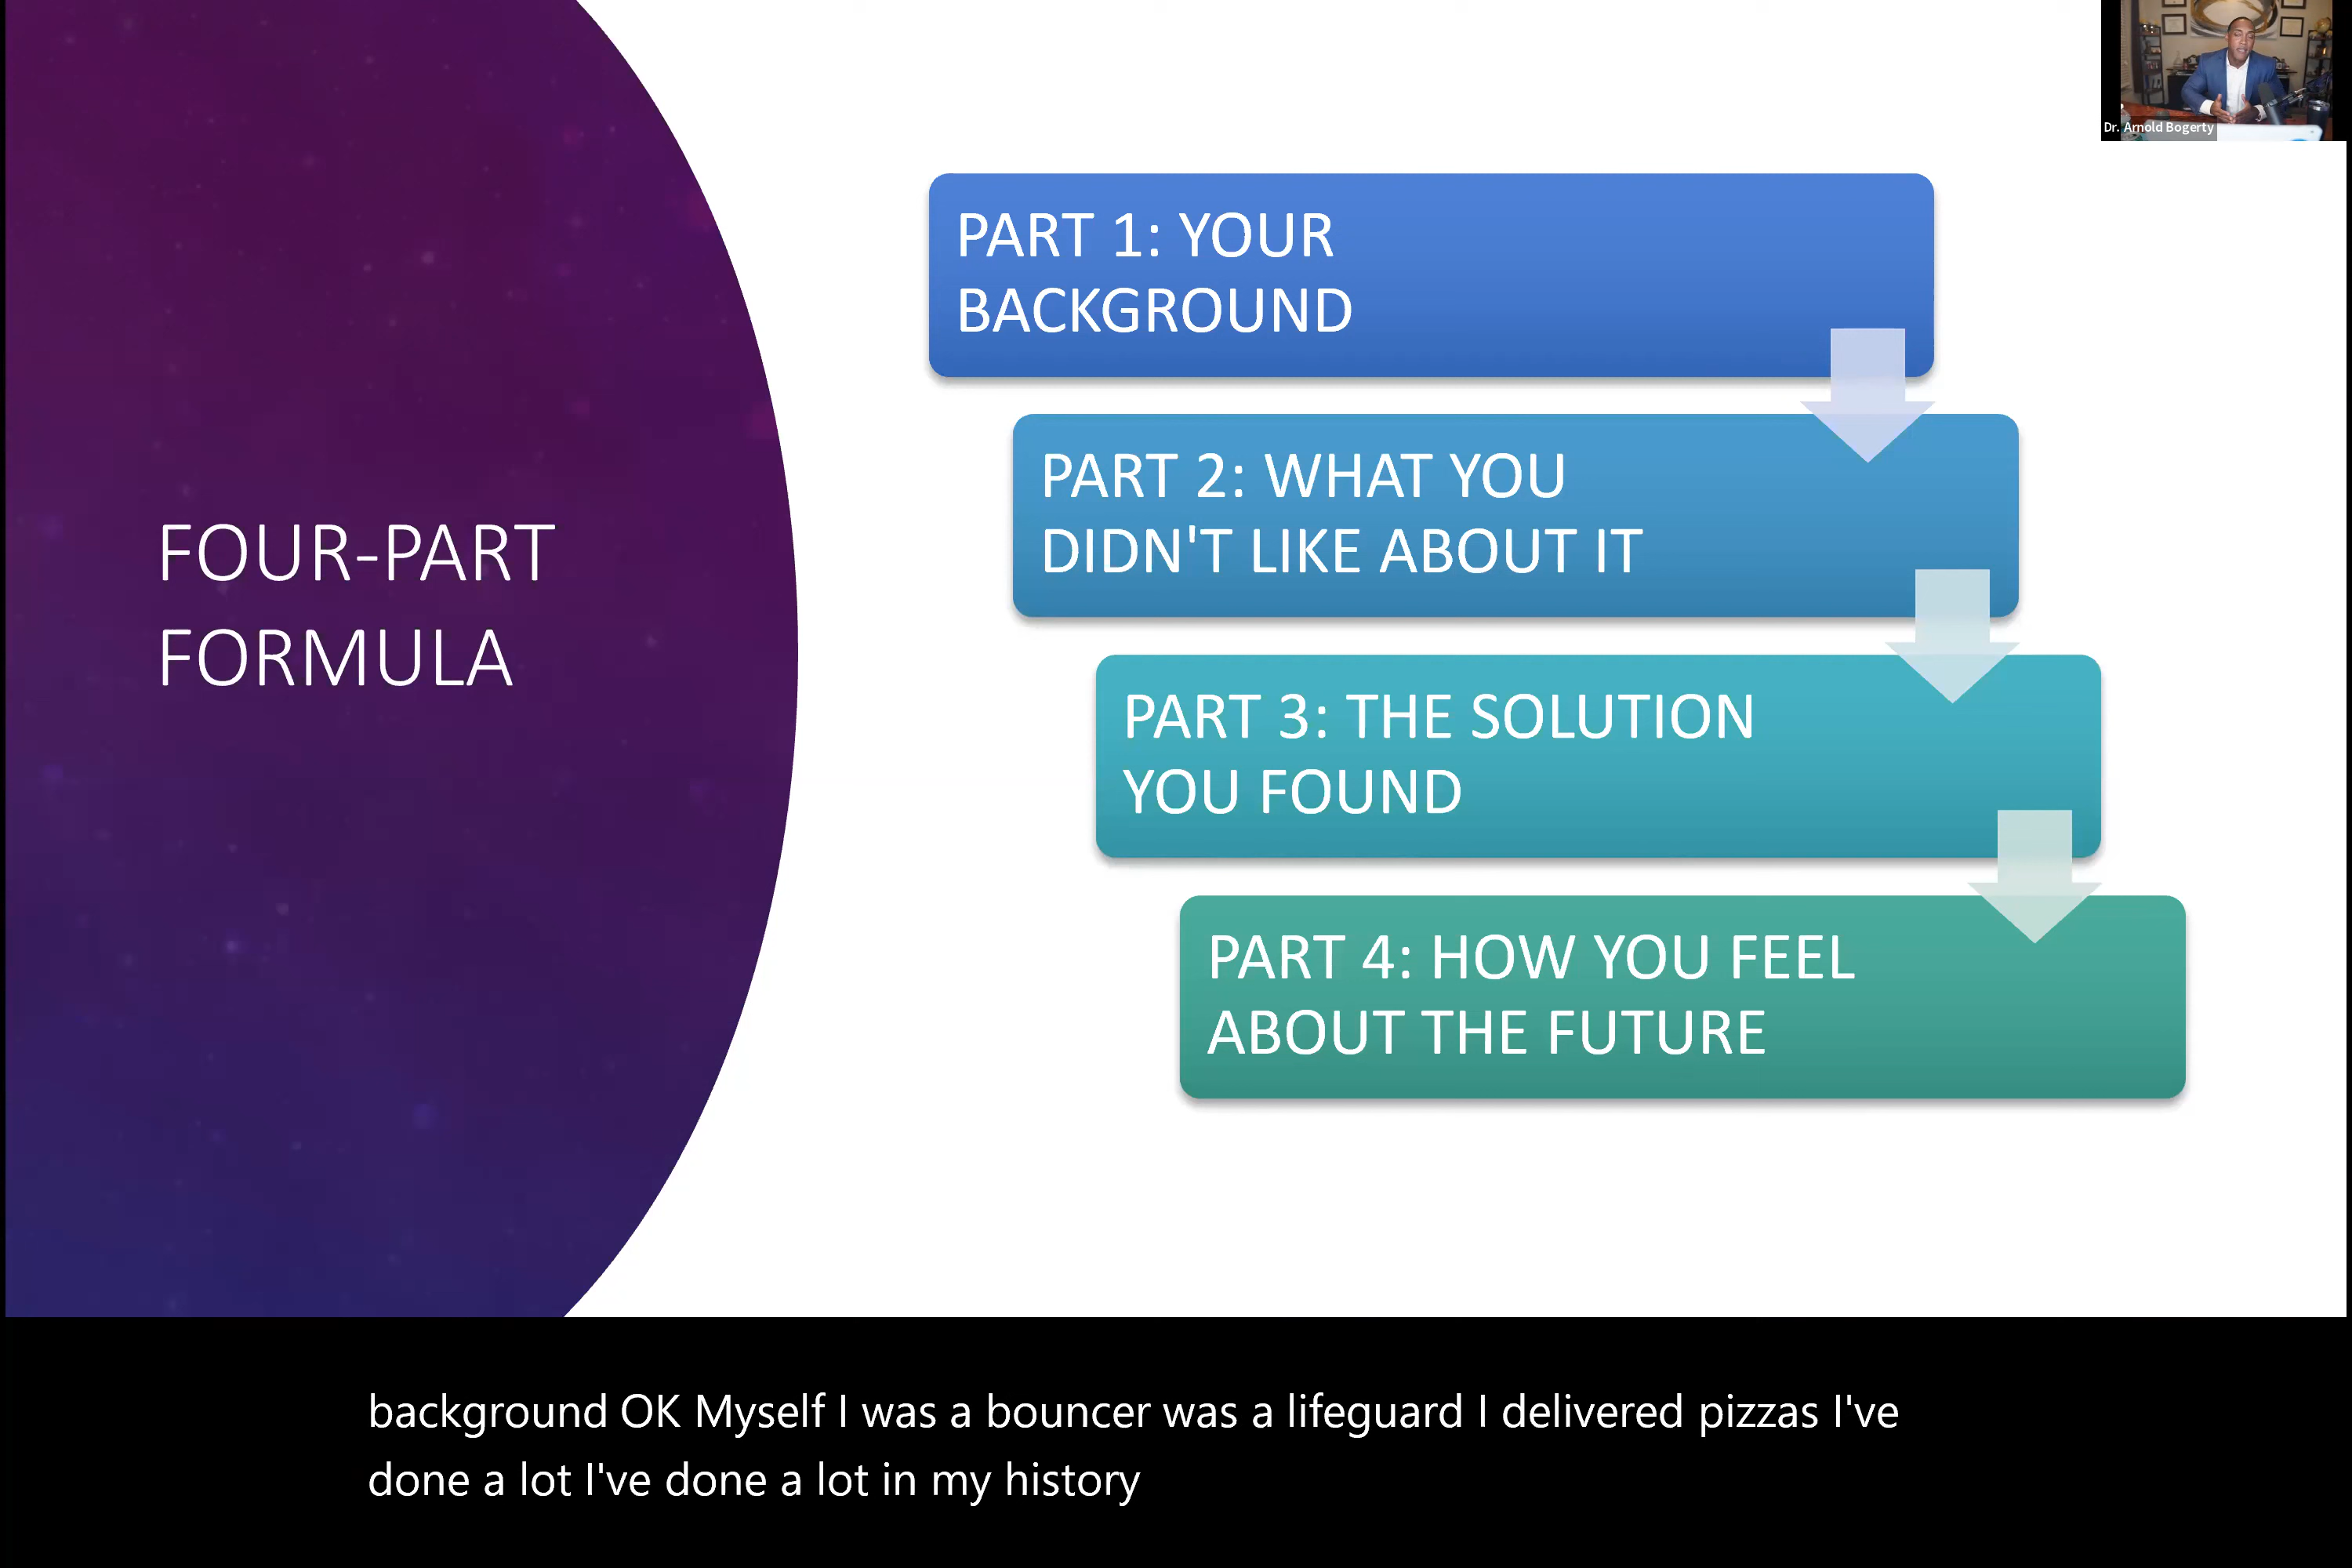 Dr. Arnold Bogerty
FOUR-PART
FORMULA
PART 1: YOUR
BACKGROUND
PART 2: WHAT YOU
DIDN'T LIKE ABOUT IT
PART 3: THE SOLUTION
YOU FOUND
PART 4: HOW YOU FEEL
ABOUT THE FUTURE
background OK Myself I was a bouncer was a lifeguard I delivered pizzas I've
done a lot I've done a lot in my history